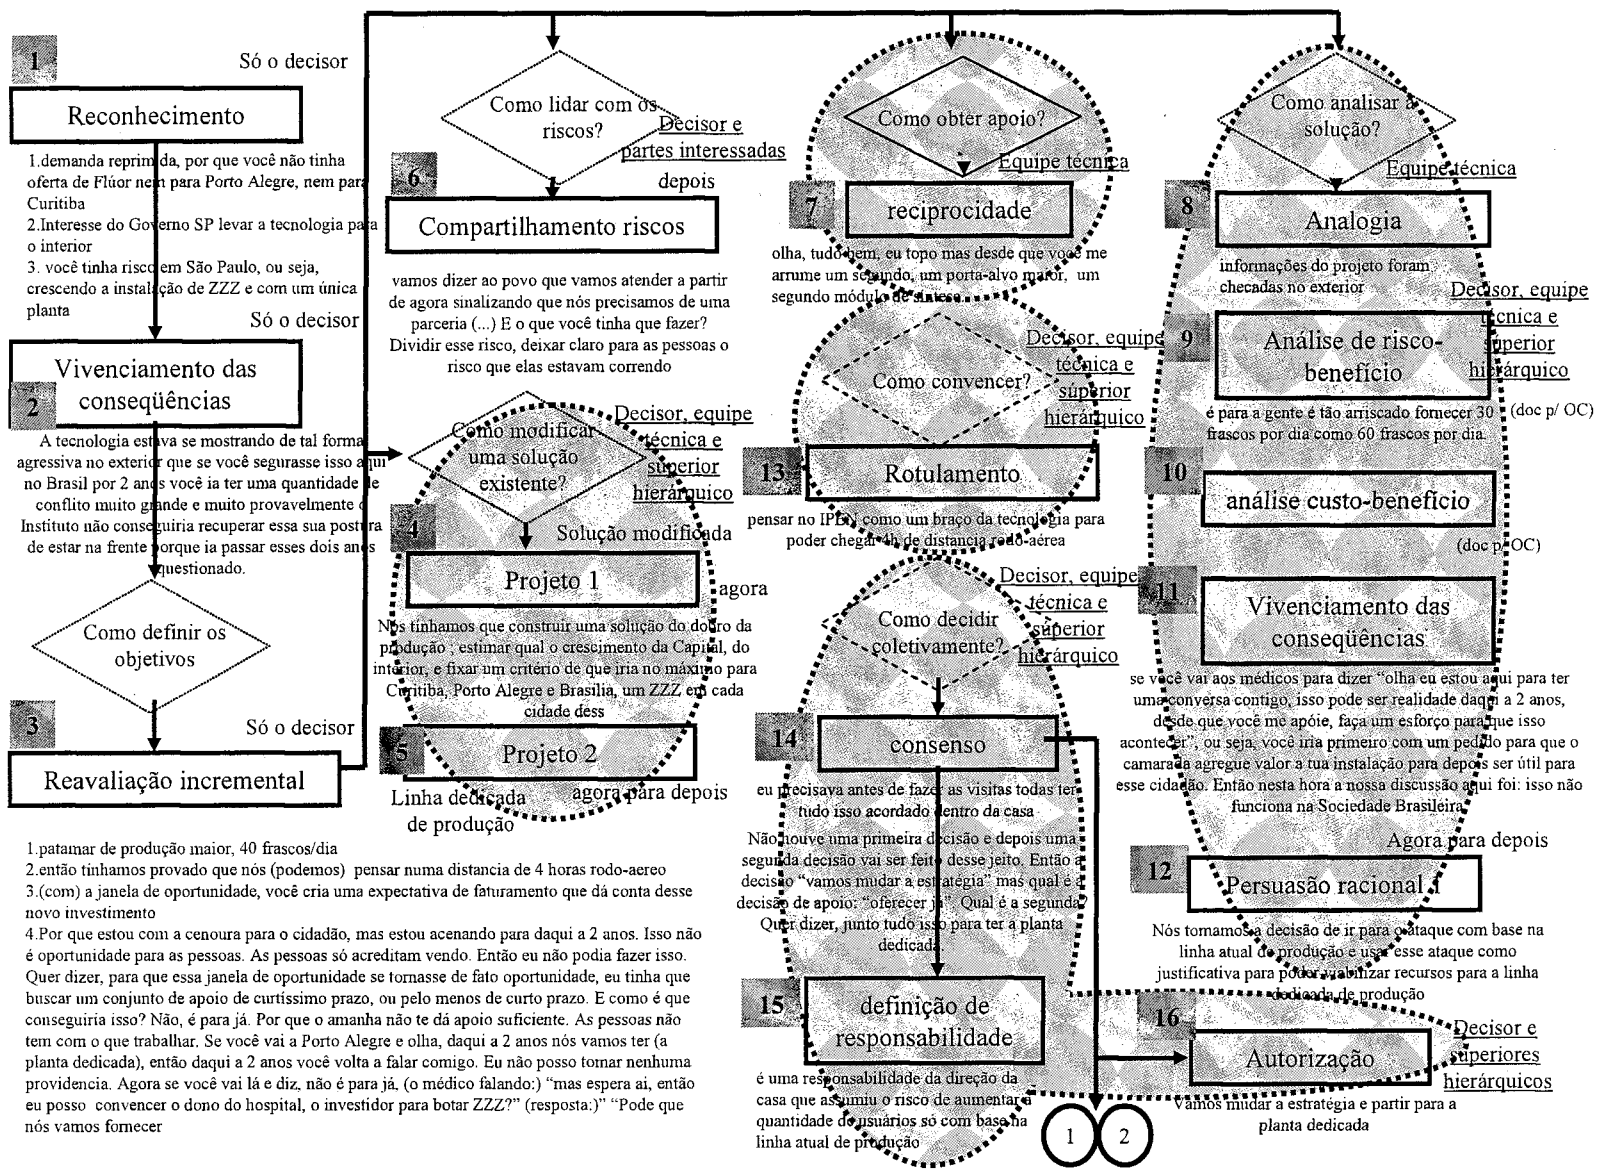 1
Só o decisor
Reconhecimento
1.demanda reprimida, por que você não tinha
oferta de Flúor nem para Porto Alegre, nem para
Curitiba
2.Interesse do Governo SP levar a tecnologia para
o interior
3. você tinha risco em São Paulo, ou seja,
crescendo a instalação de ZZZ e com um única
planta
Só o decisor
Vivenciamento das
conseqüências
2
A tecnologia estava se mostrando de tal forma
agressiva no exterior que se você segurasse isso aqui
no Brasil por 2 anos você ia ter uma quantidade de
conflito muito grande e muito provavelmente o
Instituto não conseguiria recuperar essa sua postura
de estar na frente porque ia passar esses dois anos
questionado.
Como definir os
objetivos
3
Só o decisor
Reavaliação incremental
1.patamar de produção maior, 40 frascos/dia
2.então tínhamos provado que nós (podemos) pensar numa distancia de 4 horas rodo-aereo
3.(com) a janela de oportunidade, você cria uma expectativa de faturamento que dá conta desse
novo investimento
4.Por que estou com a cenoura para o cidadão, mas estou acenando para daqui a 2 anos. Isso não
é oportunidade para as pessoas. As pessoas só acreditam vendo. Então eu não podia fazer isso.
Quer dizer, para que essa janela de oportunidade se tornasse de fato oportunidade, eu tinha que
buscar um conjunto de apoio de curtíssimo prazo, ou pelo menos de curto prazo. E como é que
conseguiria isso? Não, é para já. Por que o amanha não te dá apoio suficiente. As pessoas não
tem com o que trabalhar. Se você vai a Porto Alegre e olha, daqui a 2 anos nós vamos ter (a
planta dedicada), então daqui a 2 anos você volta a falar comigo. Eu não posso tomar nenhuma
providencia. Agora se você vai lá e diz, não é para já, (o médico falando:) “mas espera ai, então
eu posso convencer o dono do hospital, o investidor para botar ZZZ?” (resposta:)” “Pode que
nós vamos fornecer
Como lidar com os
riscos?
Decisor e
partes interessadas
6
depois
Compartilhamento riscos
vamos dizer ao povo que vamos atender a partir
de agora sinalizando que nós precisamos de uma
parceria (...) E o que você tinha que fazer?
Dividir esse risco, deixar claro para as pessoas o
risco que elas estavam correndo
Como modificar
uma solução
existente?
Decisor, equipe
técnica e
superior
hierárquico
4
Solução modificada
Projeto 1
agora
Nós tínhamos que construir uma solução do douro da
produção ; estimar qual o crescimento da Capital, do
interior, e fixar um critério de que iria no máximo para
Curitiba, Porto Alegre e Brasília, um ZZZ em cada
cidade dess
5
Projeto 2
Linha dedicada
de produção
agora para depois
Como obter apoio?
Equipe técnica
7
reciprocidade
olha, tudo bem, eu topo mas desde que você me
arrume um segundo, um porta-alvo maior, um
segundo módulo de síntese
Como convencer?
Decisor, equipe
técnica e
superior
hierárquico
13
Rotulamento
pensar no IPEN como um braço da tecnologia para
poder chegar 4h de distancia rodo-aérea
Como decidir
coletivamente?
Decisor, equipe
técnica e
superior
hierárquico
14
consenso
eu precisava antes de fazer as visitas todas ter
tudo isso acordado dentro da casa
Não houve uma primeira decisão e depois uma
segunda decisão vai ser feito desse jeito. Então a
decisão “vamos mudar a estratégia” mas qual é a
decisão de apoio: “oferecer já”. Qual é a segunda?
Quer dizer, junto tudo isso para ter a planta
dedicada
15
definição de
responsabilidade
é uma responsabilidade da direção da
casa que assumiu o risco de aumentar a
quantidade de usuários só com base na
linha atual de produção
1
2
Como analisar a
solução?
Equipe técnica
8
Analogia
informações do projeto foram
checadas no exterior
Decisor, equipe
técnica e
superior
hierárquico
9
Análise de risco-
benefício
é para a gente é tão arriscado fornecer 30
frascos por dia como 60 frascos por dia.
(doc p/ OC)
10
análise custo-benefício
(doc p/ OC)
11
Vivenciamento das
conseqüências
se você vai aos médicos para dizer “olha eu estou aqui para ter
uma conversa contigo, isso pode ser realidade daqui a 2 anos,
desde que você me apóie, faça um esforço para que isso
acontecer”, ou seja, você iria primeiro com um pedido para que o
camarada agregue valor a tua instalação para depois ser útil para
esse cidadão. Então nesta hora a nossa discussão aqui foi: isso não
funciona na Sociedade Brasileira
Agora para depois
12
Persuasão racional 1
Nós tomamos a decisão de ir para o ataque com base na
linha atual de produção e usar esse ataque como
justificativa para poder viabilizar recursos para a linha
dedicada de produção
16
Autorização
Decisor e
superiores
hierárquicos
Vamos mudar a estratégia e partir para a
planta dedicada